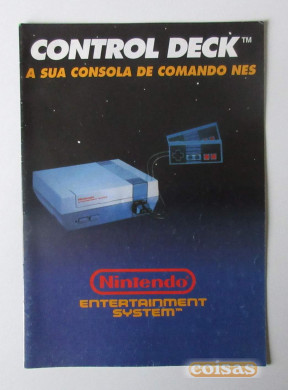 CONTROL DECK™
A SUA CONSOLA DE COMANDO NES
Nintendo
ENTERTAINMENT
SYSTEM™
coisas